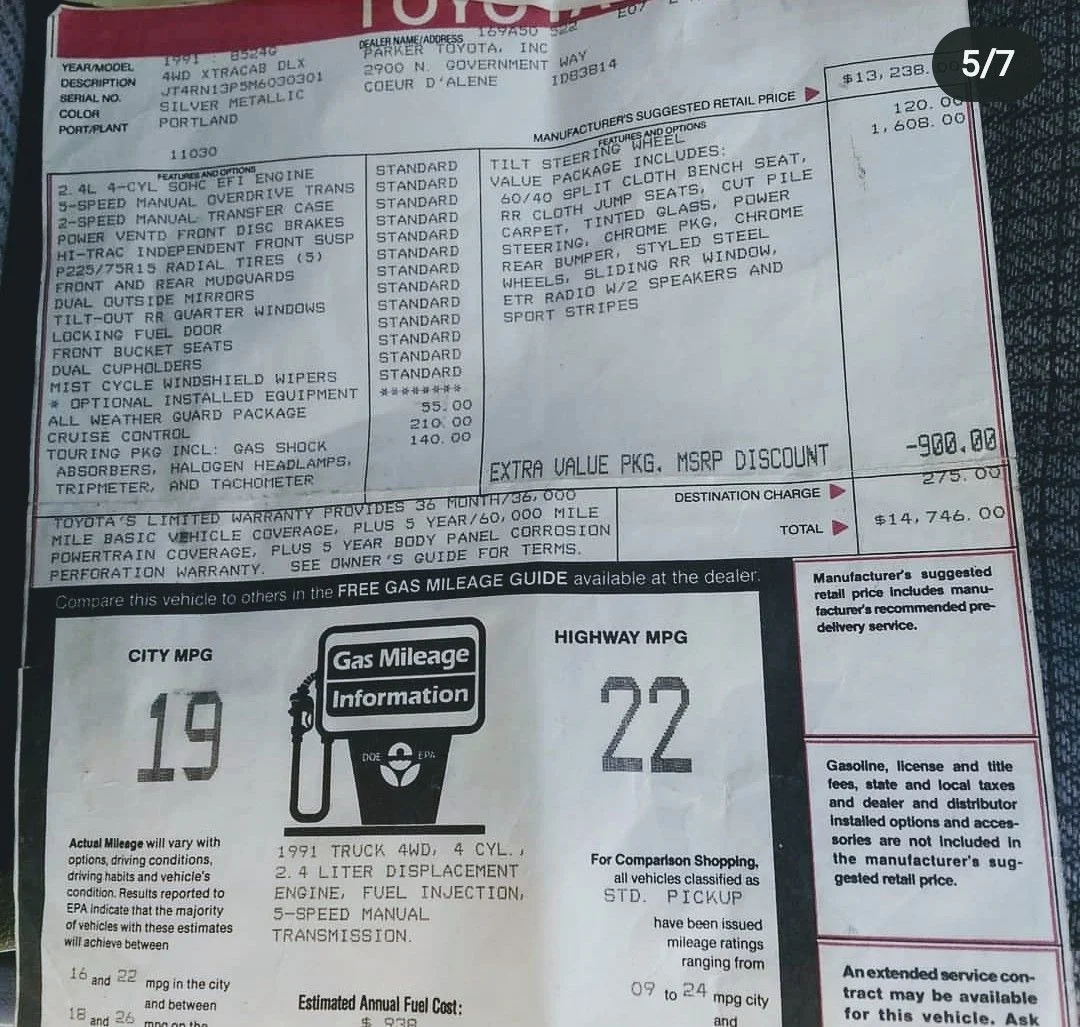 TOYOTA
5/7
YEAR/MODEL 1991 8524G
DESCRIPTION 4WD XTRACAB DLX
SERIAL NO. JT4RN13P5M6030301
COLOR SILVER METALLIC
PORT/PLANT PORTLAND
11030
DEALER NAME/ADDRESS 169A50 522
PARKER TOYOTA, INC
2900 N. GOVERNMENT WAY
COEUR D'ALENE ID83814
MANUFACTURER'S SUGGESTED RETAIL PRICE $13,238.
FEATURES AND OPTIONS
2.4L 4-CYL SOHC EFI ENGINE STANDARD
5-SPEED MANUAL OVERDRIVE TRANS STANDARD
2-SPEED MANUAL TRANSFER CASE STANDARD
POWER VENTD FRONT DISC BRAKES STANDARD
HI-TRAC INDEPENDENT FRONT SUSP STANDARD
P225/75R15 RADIAL TIRES (5) STANDARD
FRONT AND REAR MUDGUARDS STANDARD
DUAL OUTSIDE MIRRORS STANDARD
TILT-OUT RR QUARTER WINDOWS STANDARD
LOCKING FUEL DOOR STANDARD
FRONT BUCKET SEATS STANDARD
DUAL CUPHOLDERS STANDARD
MIST CYCLE WINDSHIELD WIPERS STANDARD
* OPTIONAL INSTALLED EQUIPMENT ********
ALL WEATHER GUARD PACKAGE 55.00
CRUISE CONTROL 210.00
TOURING PKG INCL: GAS SHOCK 140.00
ABSORBERS, HALOGEN HEADLAMPS,
TRIPMETER, AND TACHOMETER
FEATURES AND OPTIONS
TILT STEERING WHEEL 120.00
VALUE PACKAGE INCLUDES: 1,608.00
60/40 SPLIT CLOTH BENCH SEAT,
RR CLOTH JUMP SEATS, CUT PILE
CARPET, TINTED GLASS, POWER
STEERING, CHROME PKG, CHROME
REAR BUMPER, STYLED STEEL
WHEELS, SLIDING RR WINDOW,
ETR RADIO W/2 SPEAKERS AND
SPORT STRIPES
EXTRA VALUE PKG. MSRP DISCOUNT -900.00
DESTINATION CHARGE 275.00
TOTAL $14,746.00
TOYOTA'S LIMITED WARRANTY PROVIDES 36 MONTH/36,000
MILE BASIC VEHICLE COVERAGE, PLUS 5 YEAR/60,000 MILE
POWERTRAIN COVERAGE, PLUS 5 YEAR BODY PANEL CORROSION
PERFORATION WARRANTY. SEE OWNER'S GUIDE FOR TERMS.
Compare this vehicle to others in the FREE GAS MILEAGE GUIDE available at the dealer.
CITY MPG
19
Gas Mileage
Information
DOE EPA
HIGHWAY MPG
22
Actual Mileage will vary with
options, driving conditions,
driving habits and vehicle's
condition. Results reported to
EPA indicate that the majority
of vehicles with these estimates
will achieve between
16 and 22 mpg in the city
and between
18 and 26 mpg on the
1991 TRUCK 4WD, 4 CYL.,
2.4 LITER DISPLACEMENT
ENGINE, FUEL INJECTION,
5-SPEED MANUAL
TRANSMISSION.
Estimated Annual Fuel Cost:
$ 938
For Comparison Shopping,
all vehicles classified as
STD. PICKUP
have been issued
mileage ratings
ranging from
09 to 24 mpg city
and
Manufacturer's suggested
retail price includes manu-
facturer's recommended pre-
delivery service.
Gasoline, license and title
fees, state and local taxes
and dealer and distributor
installed options and acces-
sories are not included in
the manufacturer's sug-
gested retail price.
An extended service con-
tract may be available
for this vehicle. Ask